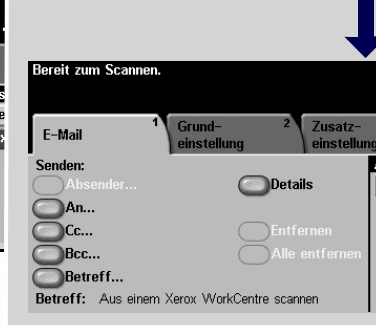 Bereit zum Scannen.
E-Mail
1
Grund-
einstellung
2
Zusatz-
einstellung
Senden:
Absender...
Details
An...
Cc...
Entfernen
Bcc...
Alle entfernen
Betreff...
Betreff: Aus einem Xerox WorkCentre scannen